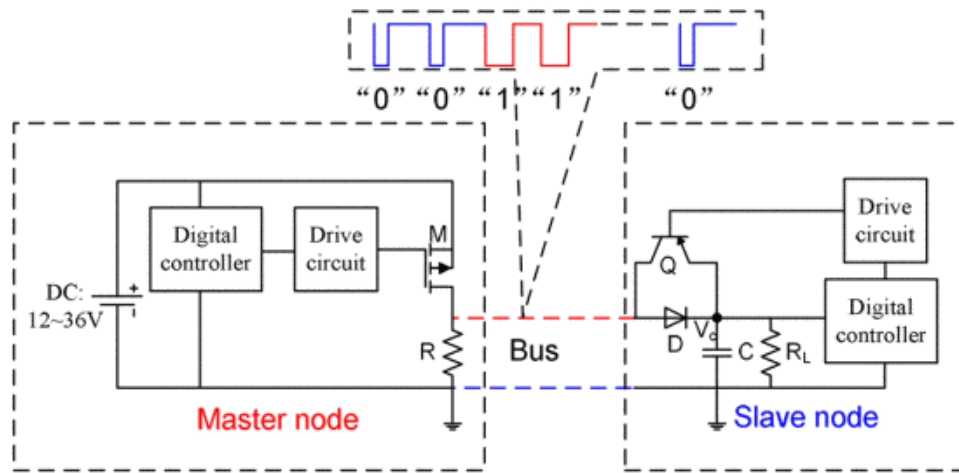 “0” “0” “1” “1” “0”
Digital
controller
Drive
circuit
M
DC:
12~36V
+
-
R
Master node
Bus
Q
D
Vc
C
RL
Drive
circuit
Digital
controller
Slave node